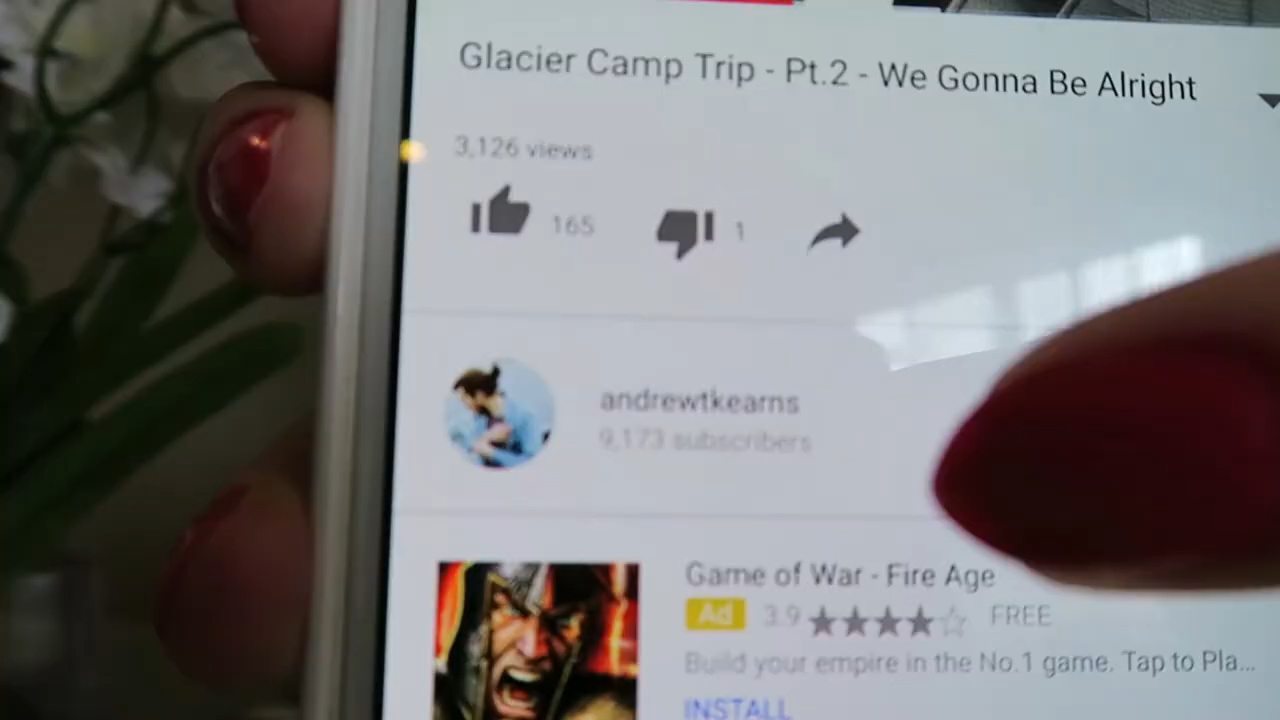 Glacier Camp Trip - Pt.2 - We Gonna Be Alright
3,126 views
165
1
andrewtkearns
9,173 subscribers
Game of War - Fire Age
Ad 3.9 FREE
Build your empire in the No.1 game. Tap to Pla...
INSTALL